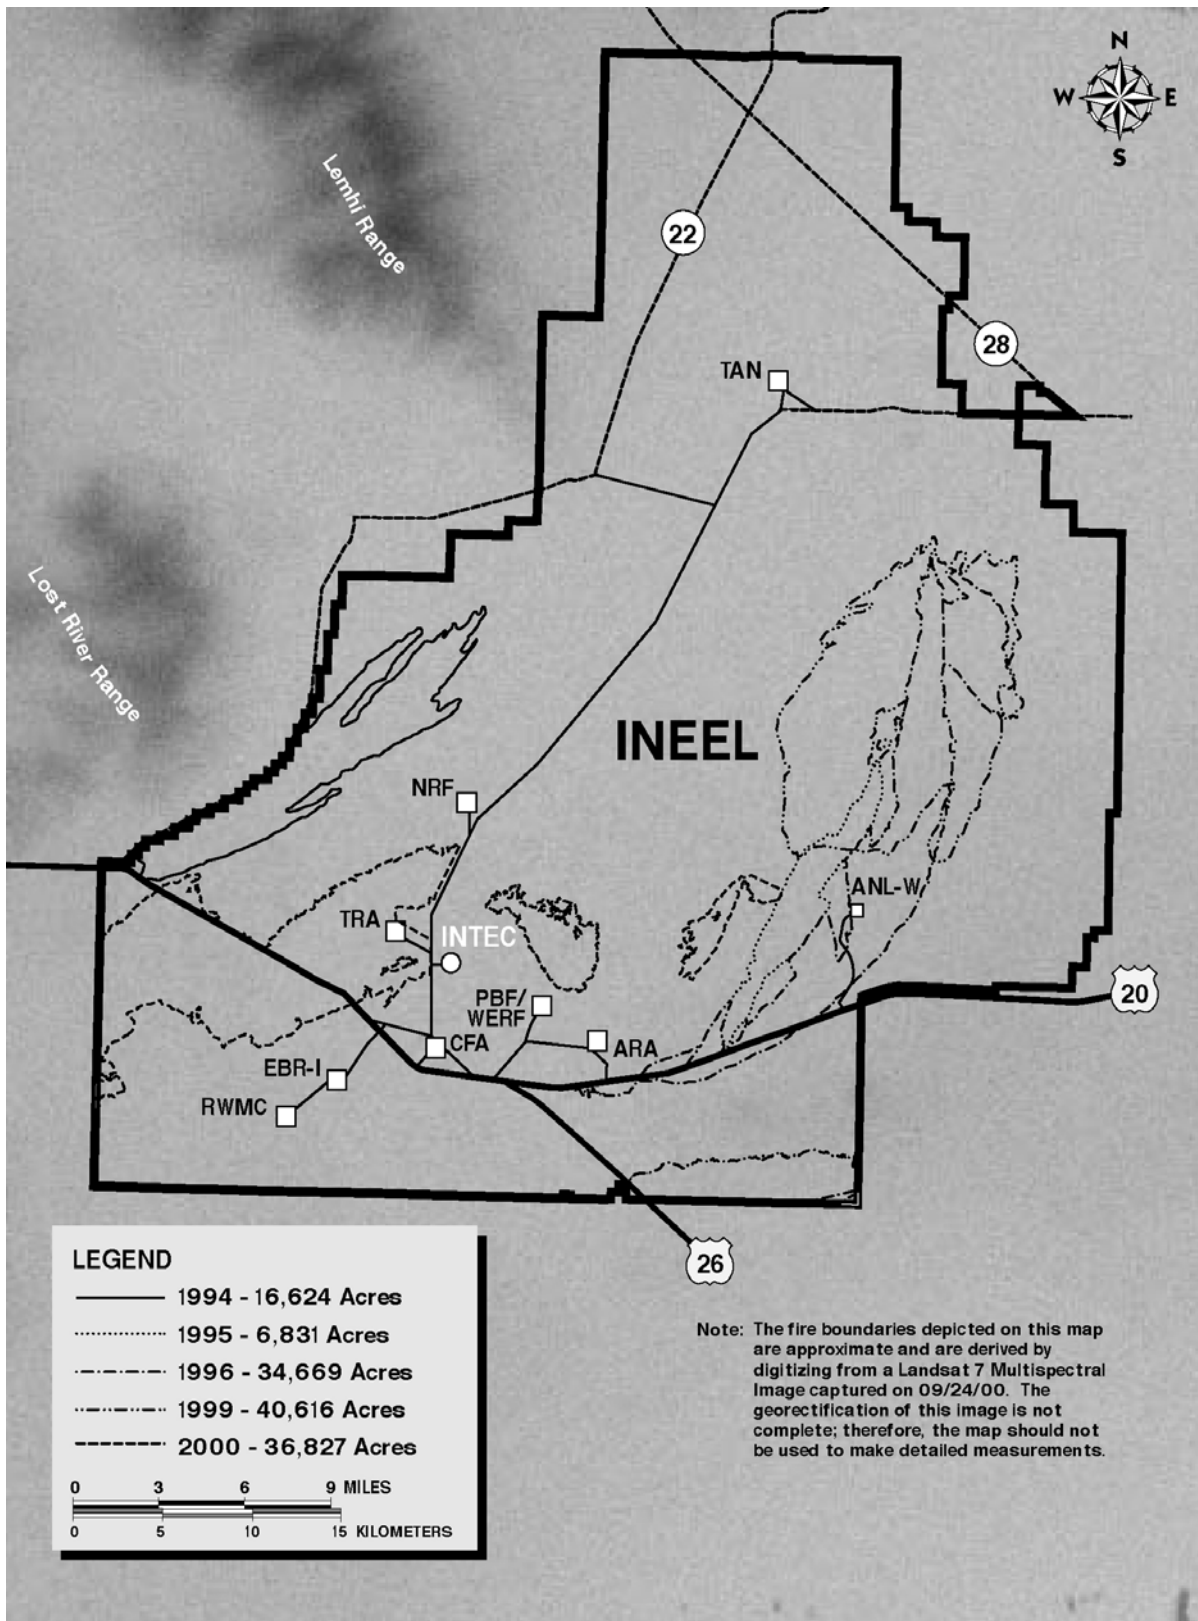 N
W
E
S
Lemhi Range
22
28
TAN
Lost River Range
INEEL
NRF
ANL-W
TRA
INTEC
PBF/
WERF
20
CFA
ARA
EBR-I
RWMC
26
LEGEND
1994 - 16,624 Acres
1995 - 6,831 Acres
1996 - 34,669 Acres
1999 - 40,616 Acres
2000 - 36,827 Acres
0 3 6 9 MILES
0 5 10 15 KILOMETERS
Note: The fire boundaries depicted on this map
are approximate and are derived by
digitizing from a Landsat 7 Multispectral
Image captured on 09/24/00. The
georectification of this image is not
complete; therefore, the map should not
be used to make detailed measurements.